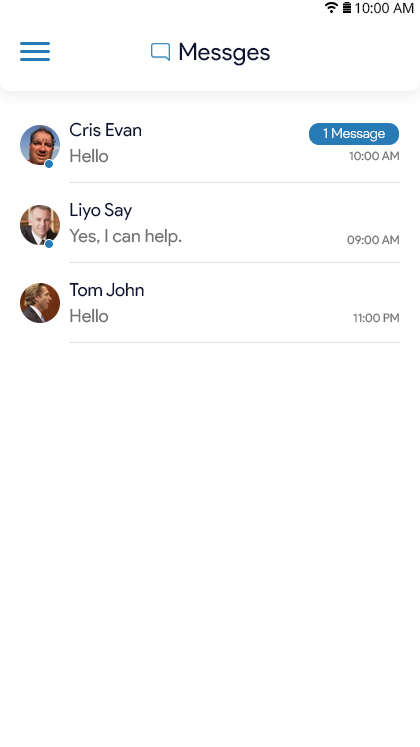 10:00 AM
Messges
Cris Evan
1 Message
Hello
10:00 AM
Liyo Say
Yes, I can help.
09:00 AM
Tom John
Hello
11:00 PM